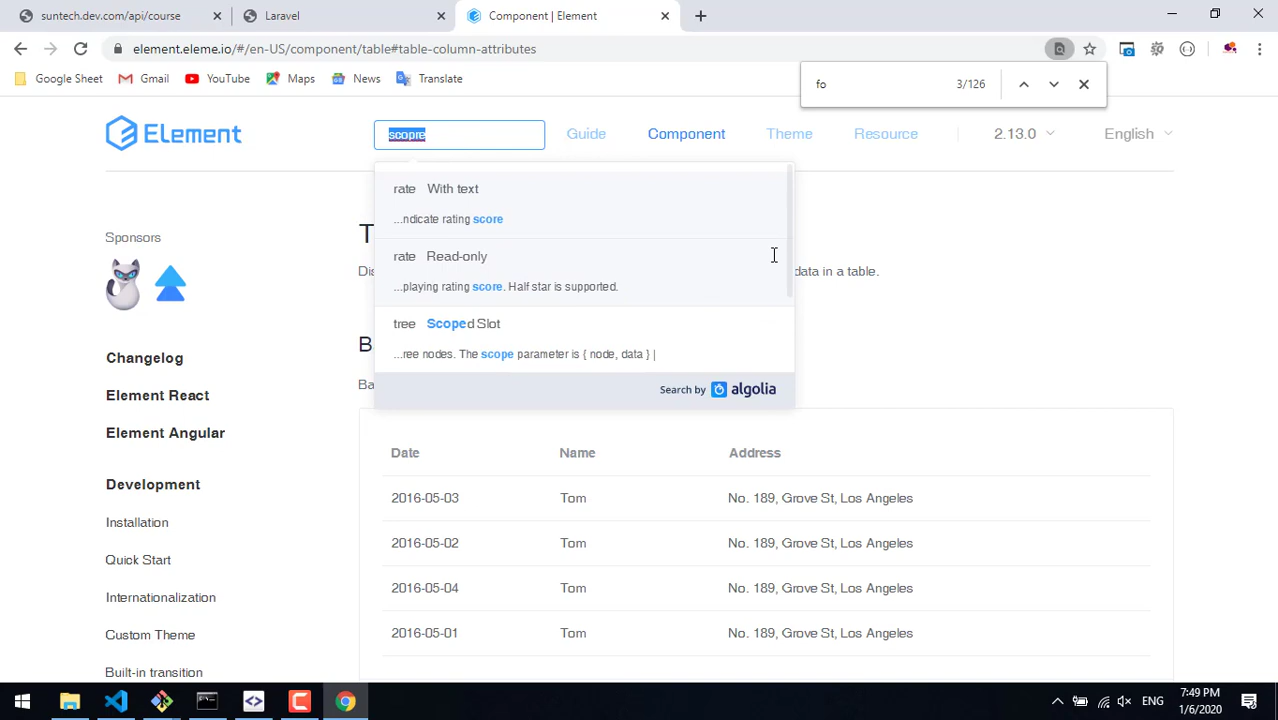 suntech.dev.com/api/course
Laravel
Component | Element
element.eleme.io/#/en-US/component/table#table-column-attributes
Google Sheet
Gmail
YouTube
Maps
News
Translate
fo
3/126
Element
scopre
Guide
Component
Theme
Resource
2.13.0
English
rate With text
...ndicate rating score
rate Read-only
...playing rating score. Half star is supported.
tree Scoped Slot
...ree nodes. The scope parameter is { node, data } |
Search by algolia
Sponsors
T
Dis
data in a table.
B
Ba
Changelog
Element React
Element Angular
Development
Installation
Quick Start
Internationalization
Custom Theme
Built-in transition
Date Name Address
2016-05-03 Tom No. 189, Grove St, Los Angeles
2016-05-02 Tom No. 189, Grove St, Los Angeles
2016-05-04 Tom No. 189, Grove St, Los Angeles
2016-05-01 Tom No. 189, Grove St, Los Angeles
ENG
7:49 PM
1/6/2020